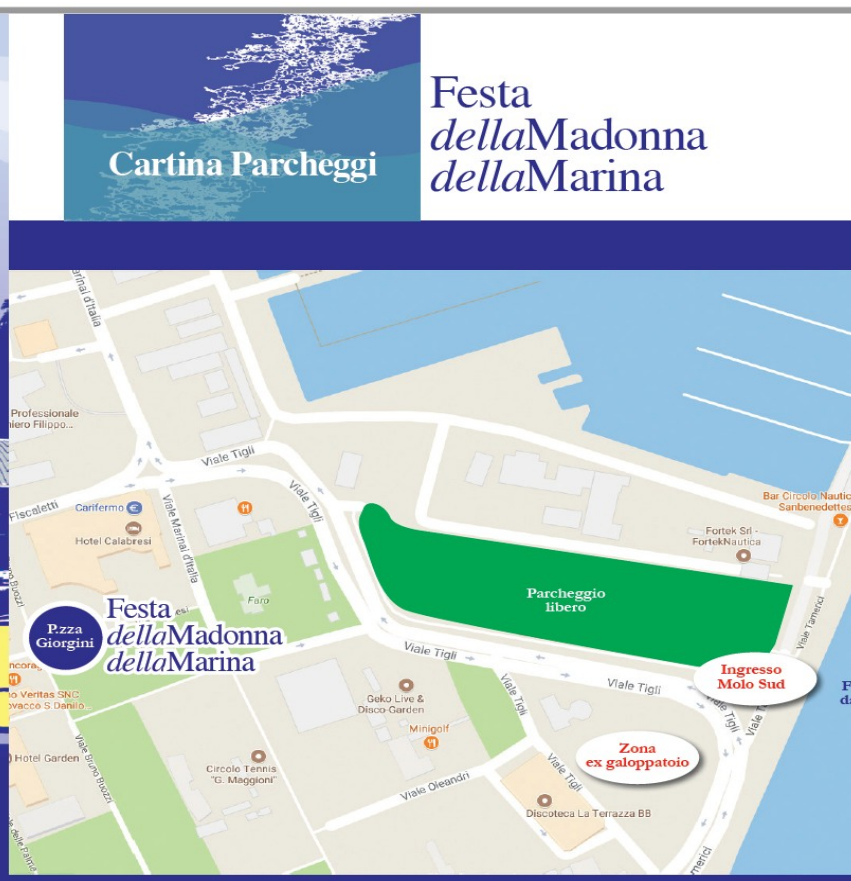 Cartina Parcheggi
Festa
dellaMadonna
dellaMarina
Marinai d'Italia
Professionale
Viale Tigli
Fiscaletti
Carifermo
Hotel Calabresi
Viale Tigli
Viale Marinai d'Italia
Faro
Bar Circolo Nautico
Sanbenedettes
Fortek Srl -
FortekNautica
Parcheggio
libero
Viale Tamerici
P.zza
Giorgini
Festa
dellaMadonna
dellaMarina
Viale Tigli
Ingresso
Molo Sud
Viale Tigli
Viale Tigli
Viale Tigli
Geko Live &
Disco-Garden
Minigolf
Zona
ex galoppatoio
Hotel Garden
Viale Bruno Buozzi
Circolo Tennis
"G. Maggioni"
Viale Oleandri
Viale Tigli
Discoteca La Terrazza BB